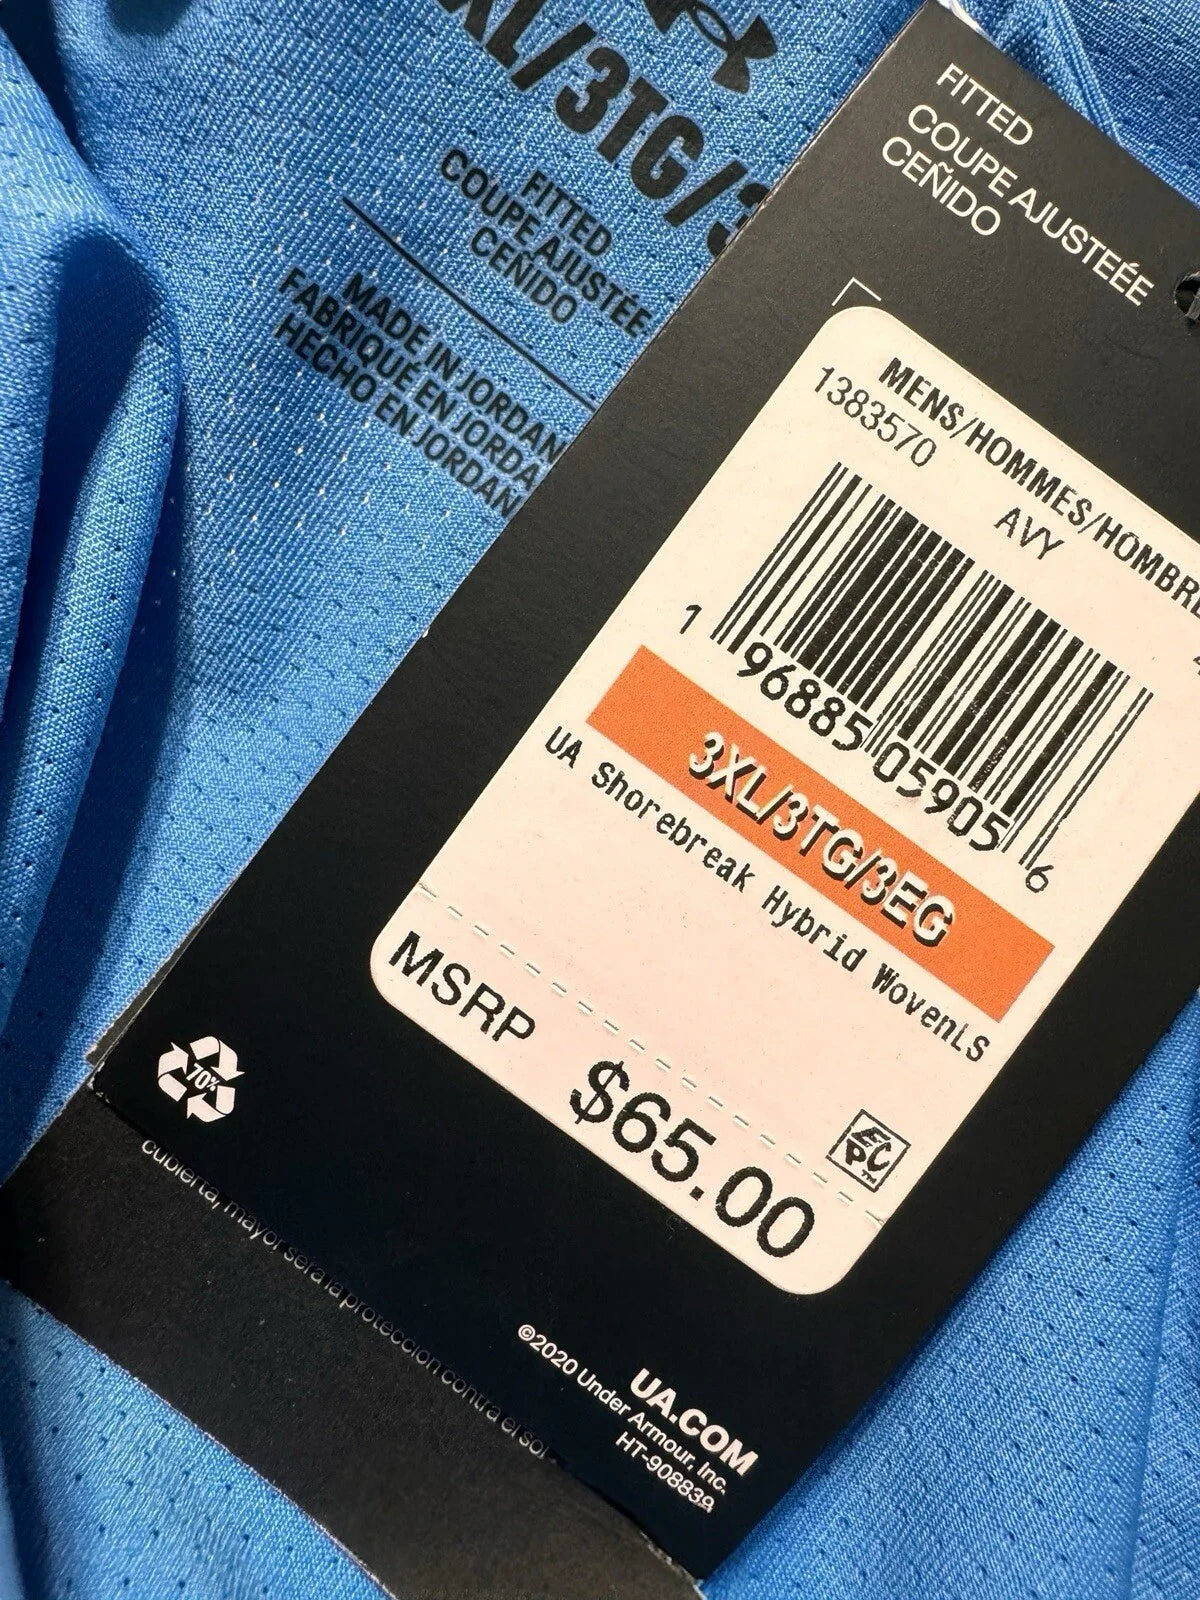 XL/3TG/3
FITTED
COUPE AJUSTÉE
CEÑIDO
MADE IN JORDAN
FABRIQUÉ EN JORDA
HECHO EN JORDAN
FITTED
COUPE AJUSTEÉE
CEÑIDO
MENS/HOMMES/HOMBRE
1383570
AVY
1 96885 05905 6
3XL/3TG/3EG
UA Shorebreak Hybrid WovenLS
MSRP
$65.00
EPC™
70%
cubierta, mayor será la protección contra el sol
UA.COM
©2020 Under Armour, Inc.
HT-908839